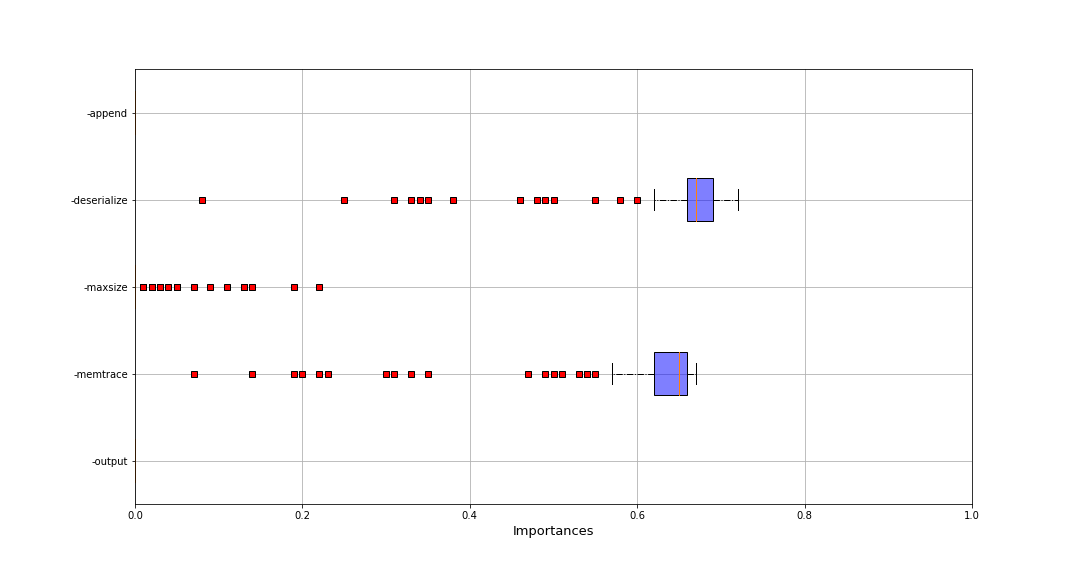 -append
-deserialize
-maxsize
-memtrace
-output
0.0 0.2 0.4 0.6 0.8 1.0
Importances